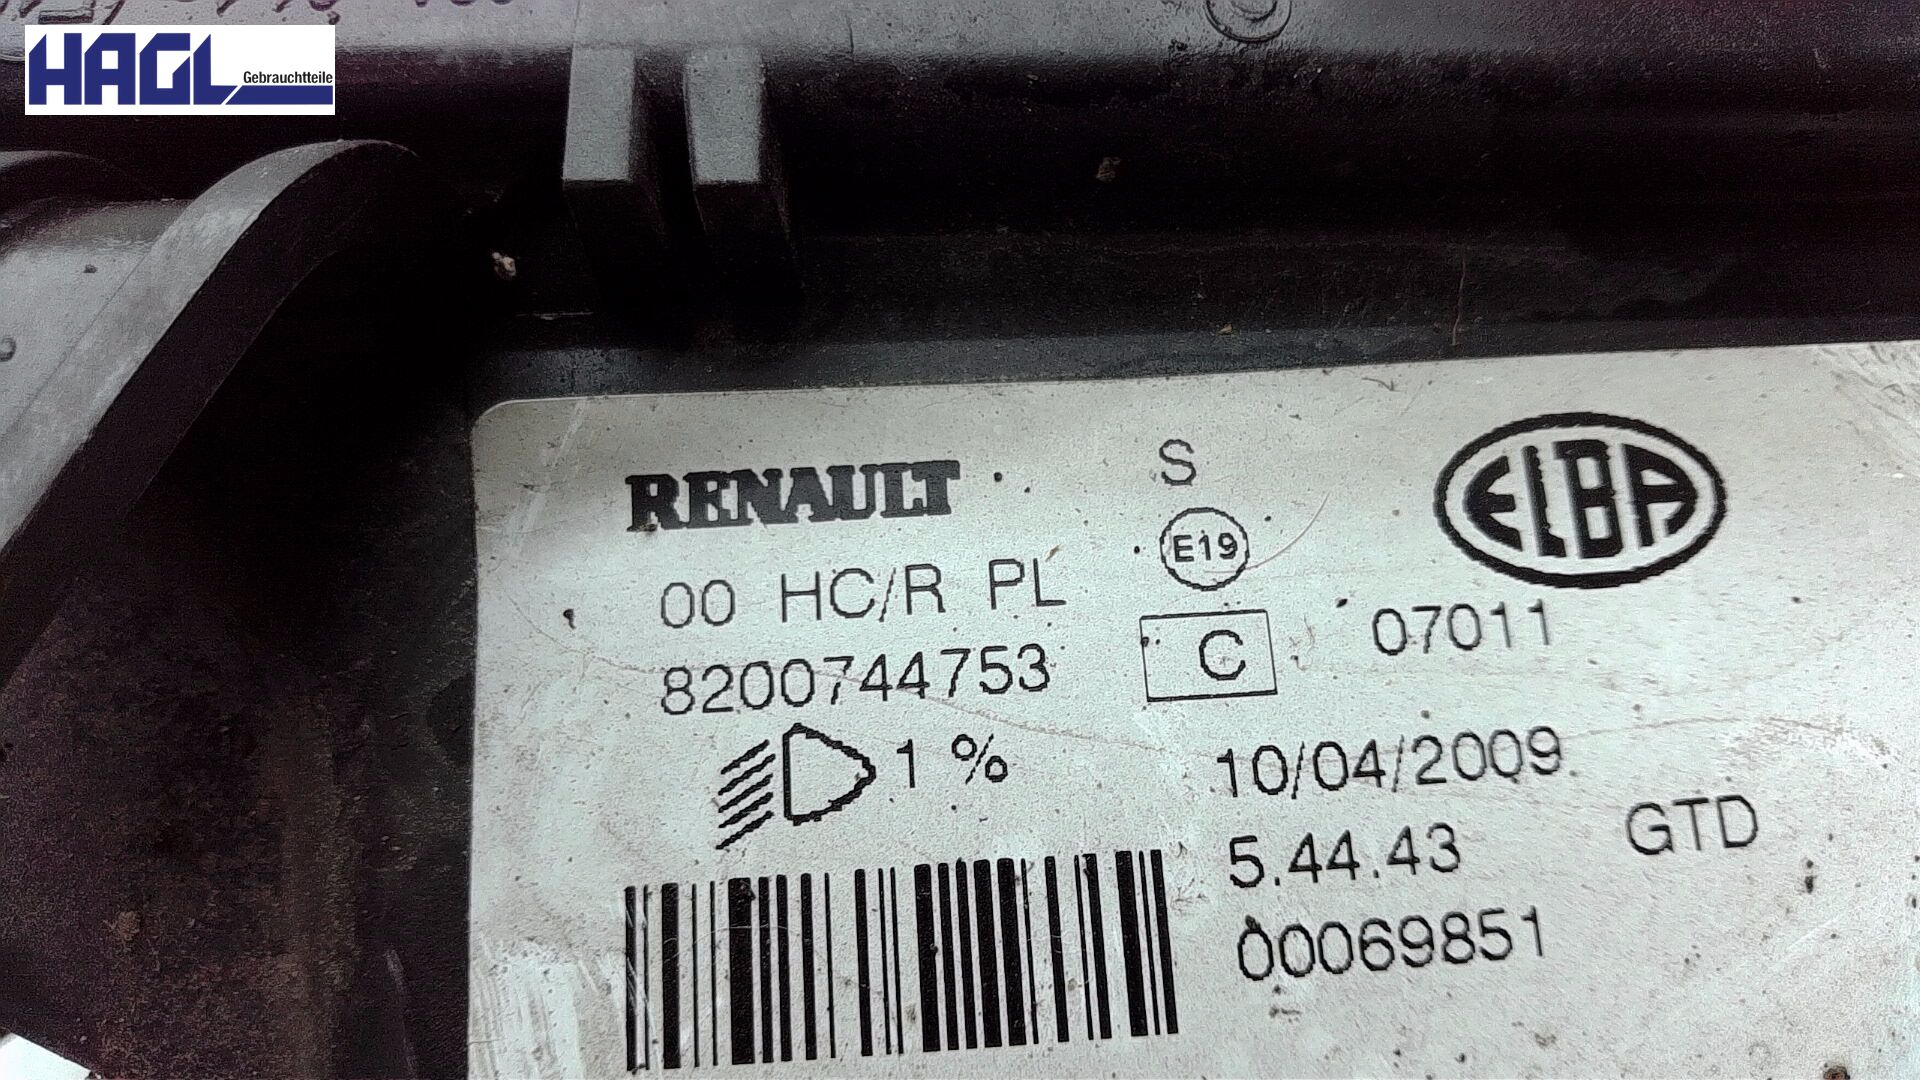 HAGL Gebrauchtteile
RENAULT S ELBA
00 HC/R PL E19
8200744753 C 07011
1 % 10/04/2009
5.44.43 GTD
00069851